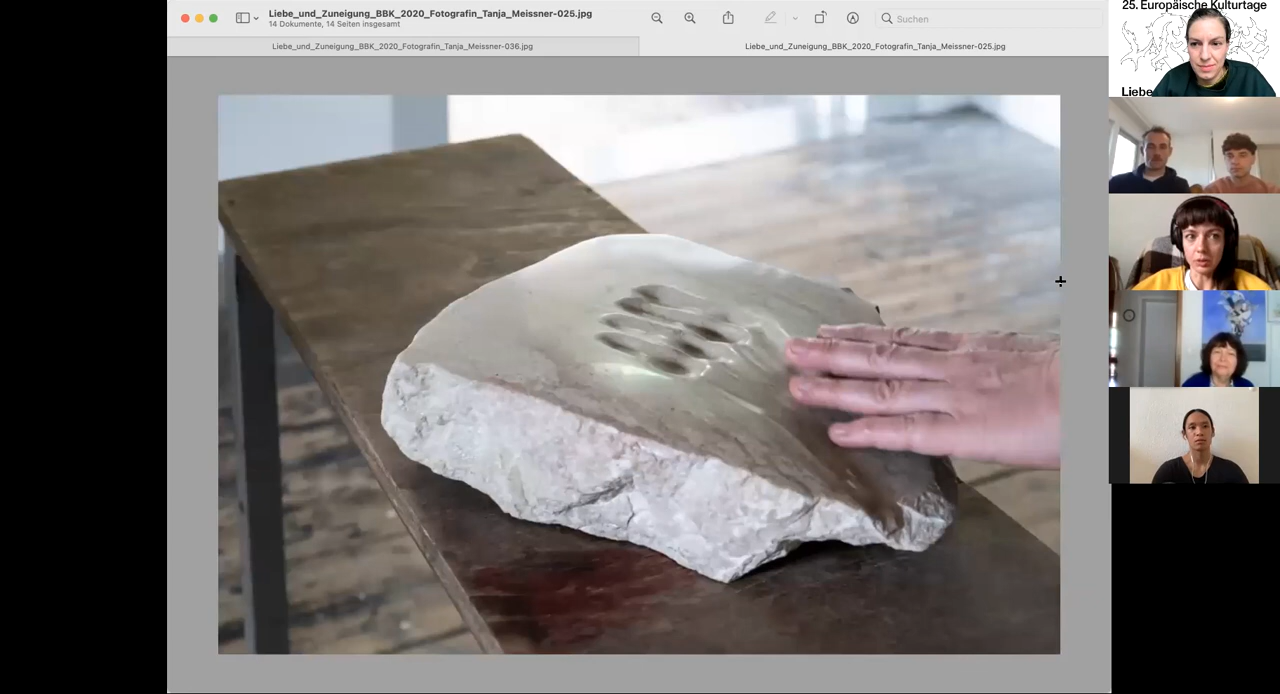 Liebe_und_Zuneigung_BBK_2020_Fotografin_Tanja_Meissner-025.jpg
14 Dokumente, 14 Seiten insgesamt
Suchen
Liebe_und_Zuneigung_BBK_2020_Fotografin_Tanja_Meissner-036.jpg
Liebe_und_Zuneigung_BBK_2020_Fotografin_Tanja_Meissner-025.jpg
25. Europäische Kulturtage
Liebe